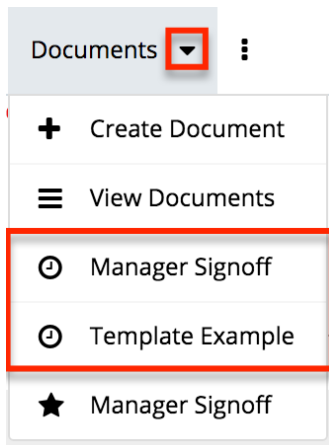 Documents
Create Document
View Documents
Manager Signoff
Template Example
Manager Signoff